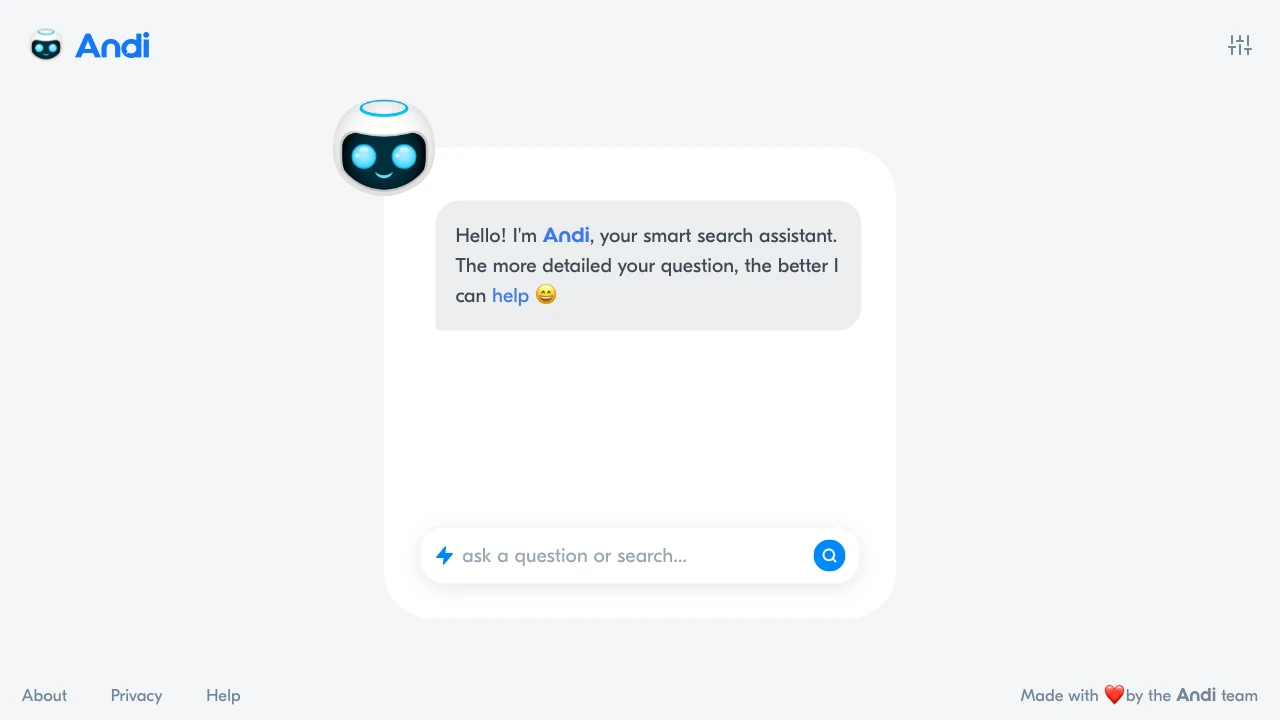 Andi
Hello! I'm Andi, your smart search assistant.
The more detailed your question, the better I
can help 😄
ask a question or search...
About
Privacy
Help
Made with ❤️by the Andi team